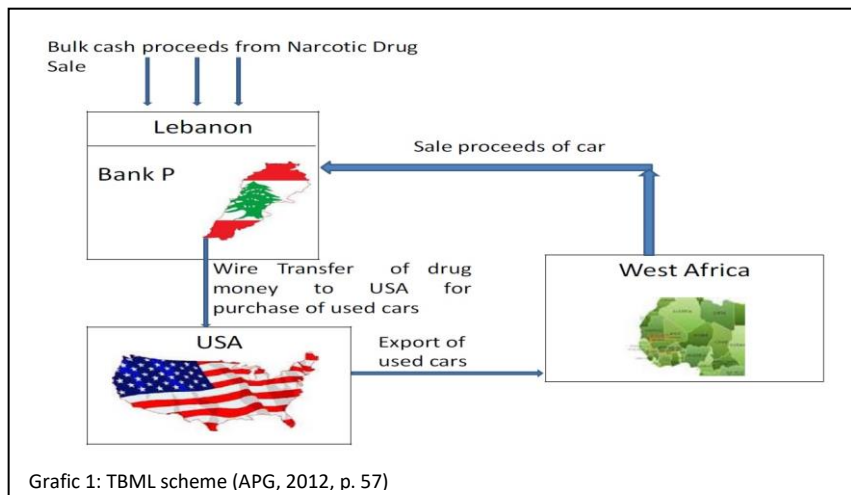 Bulk cash proceeds from Narcotic Drug
Sale
Lebanon
Bank P
Sale proceeds of car
Wire Transfer of drug
money to USA for
purchase of used cars
West Africa
USA
Export of
used cars
Grafic 1: TBML scheme (APG, 2012, p. 57)